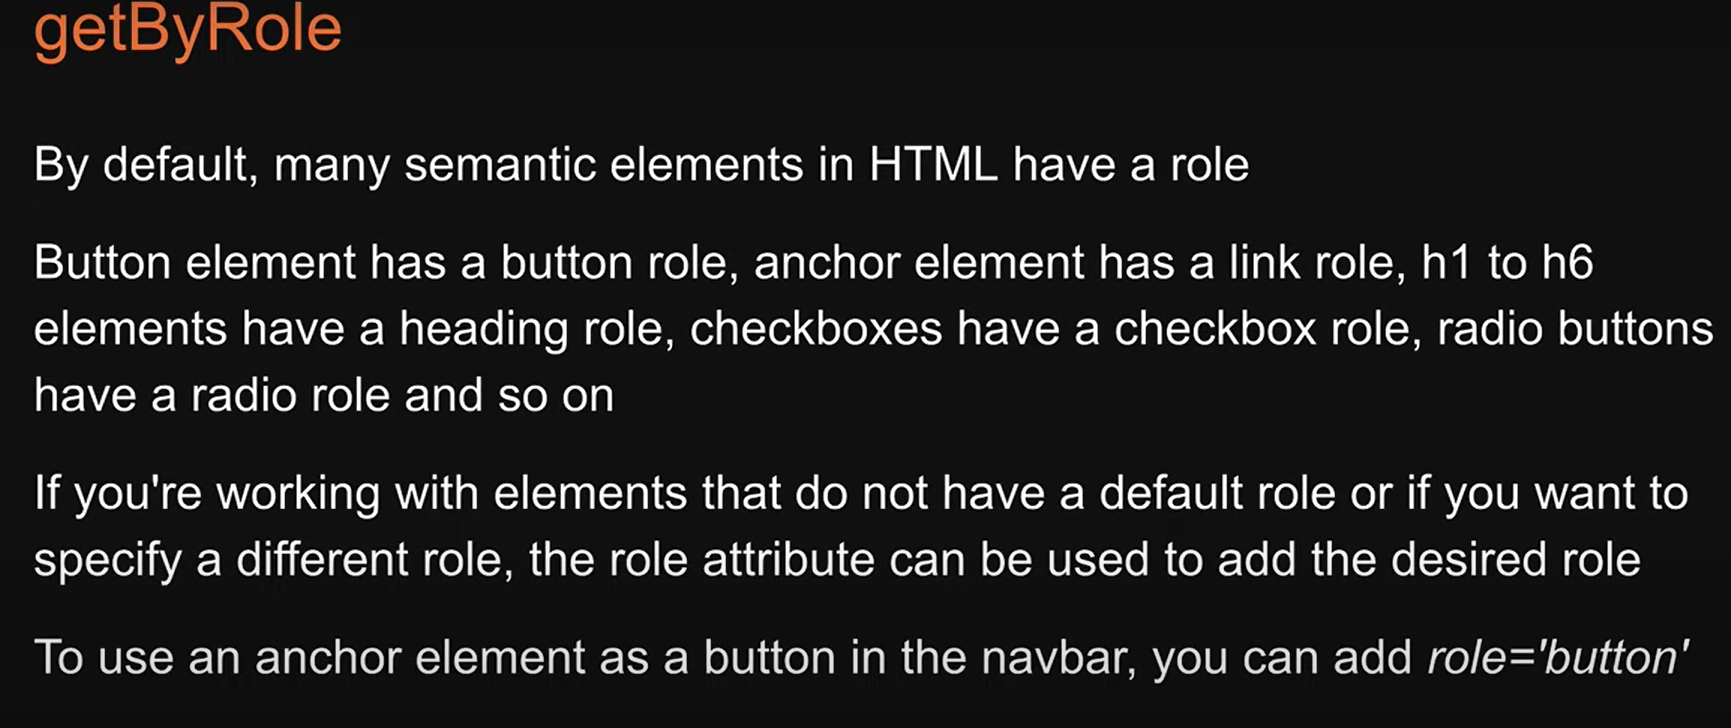 getByRole
By default, many semantic elements in HTML have a role
Button element has a button role, anchor element has a link role, h1 to h6
elements have a heading role, checkboxes have a checkbox role, radio buttons
have a radio role and so on
If you're working with elements that do not have a default role or if you want to
specify a different role, the role attribute can be used to add the desired role
To use an anchor element as a button in the navbar, you can add role='button'